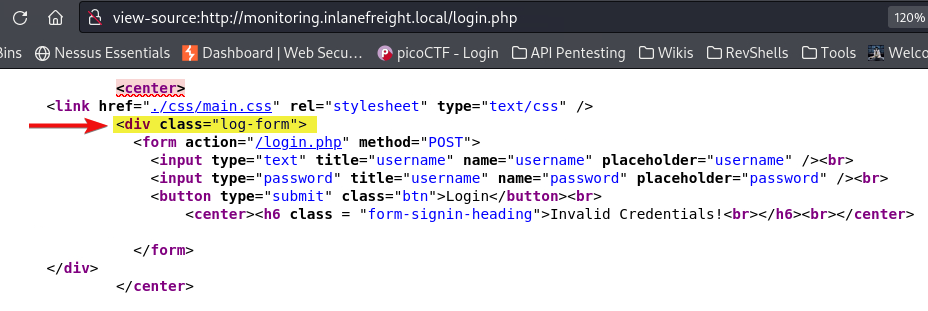 view-source:http://monitoring.inlanefreight.local/login.php 120%
Bins Nessus Essentials Dashboard | Web Secu… picoCTF - Login API Pentesting Wikis RevShells Tools Welco
<center>
<link href="./css/main.css" rel="stylesheet" type="text/css" />
<div class="log-form">
<form action="/login.php" method="POST">
<input type="text" title="username" name="username" placeholder="username" /><br>
<input type="password" title="username" name="password" placeholder="password" /><br>
<button type="submit" class="btn">Login</button><br>
<center><h6 class = "form-signin-heading">Invalid Credentials!<br></h6><br></center>
</form>
</div>
</center>